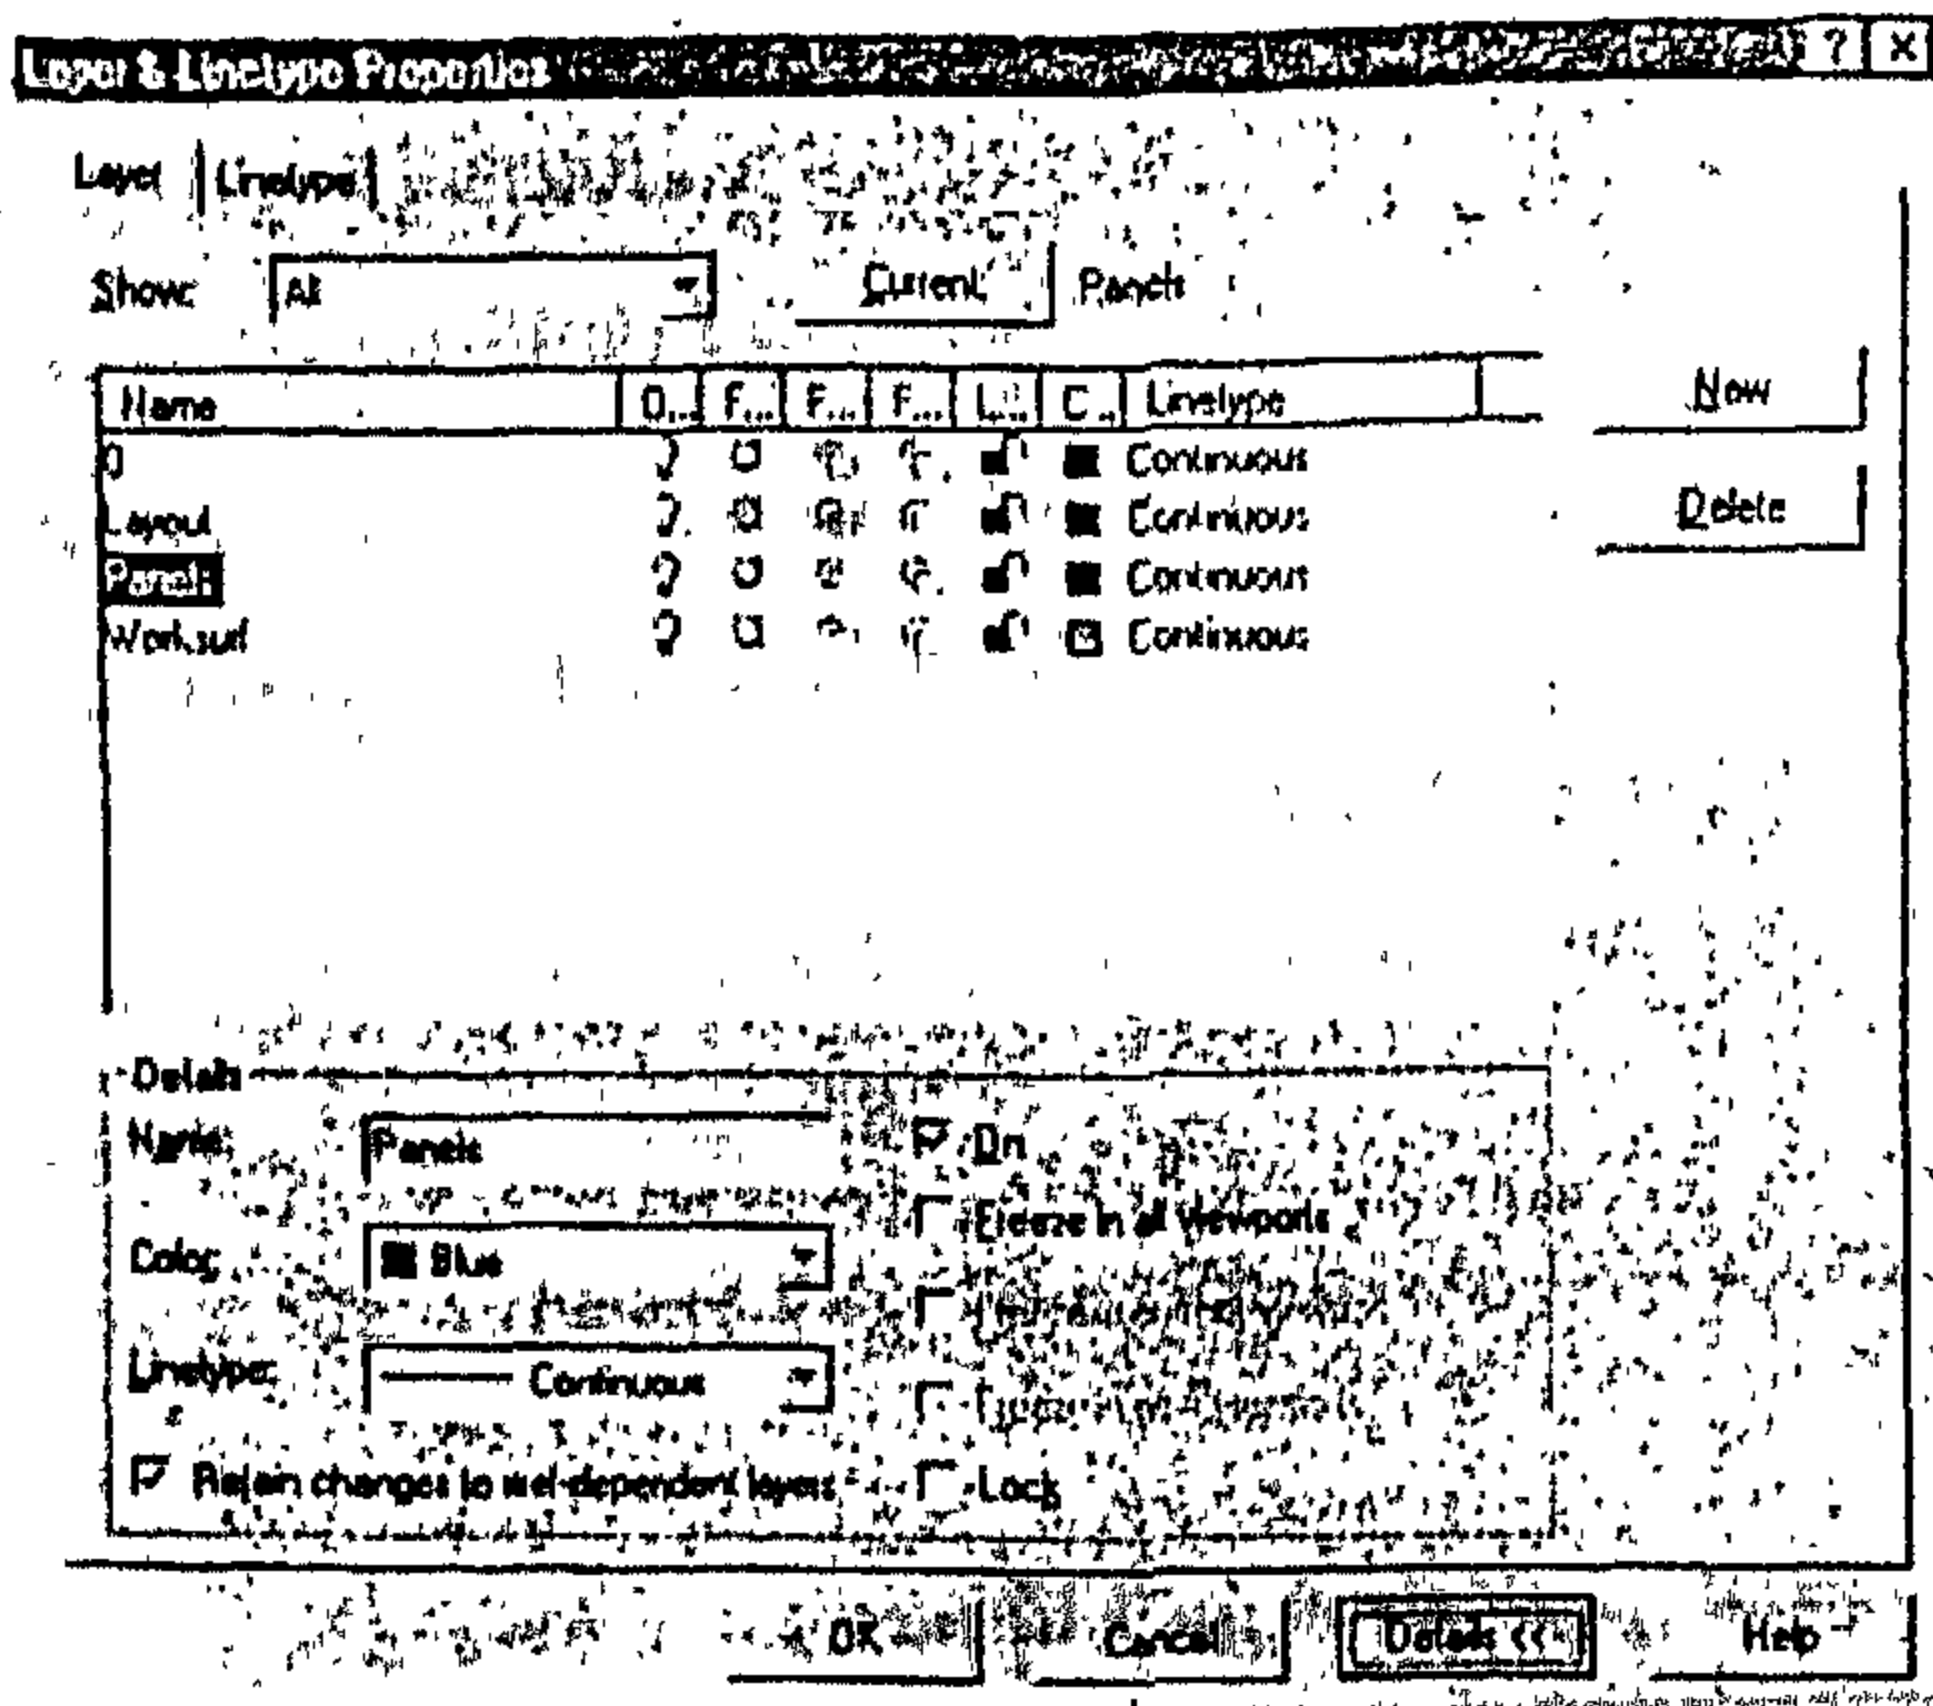 Layer & Linetype Properties ? X
Layer Linetype
Show: All Current Panels
Name O... F... F... F... L... C... Linetype New
0 Continuous
Layout Continuous Delete
Panels Continuous
Worksurf Continuous
Details
Name: Panels On
Color: Blue Freeze in all viewports
Linetype: Continuous
Retain changes to xref-dependent layers Lock
OK Cancel Details << Help